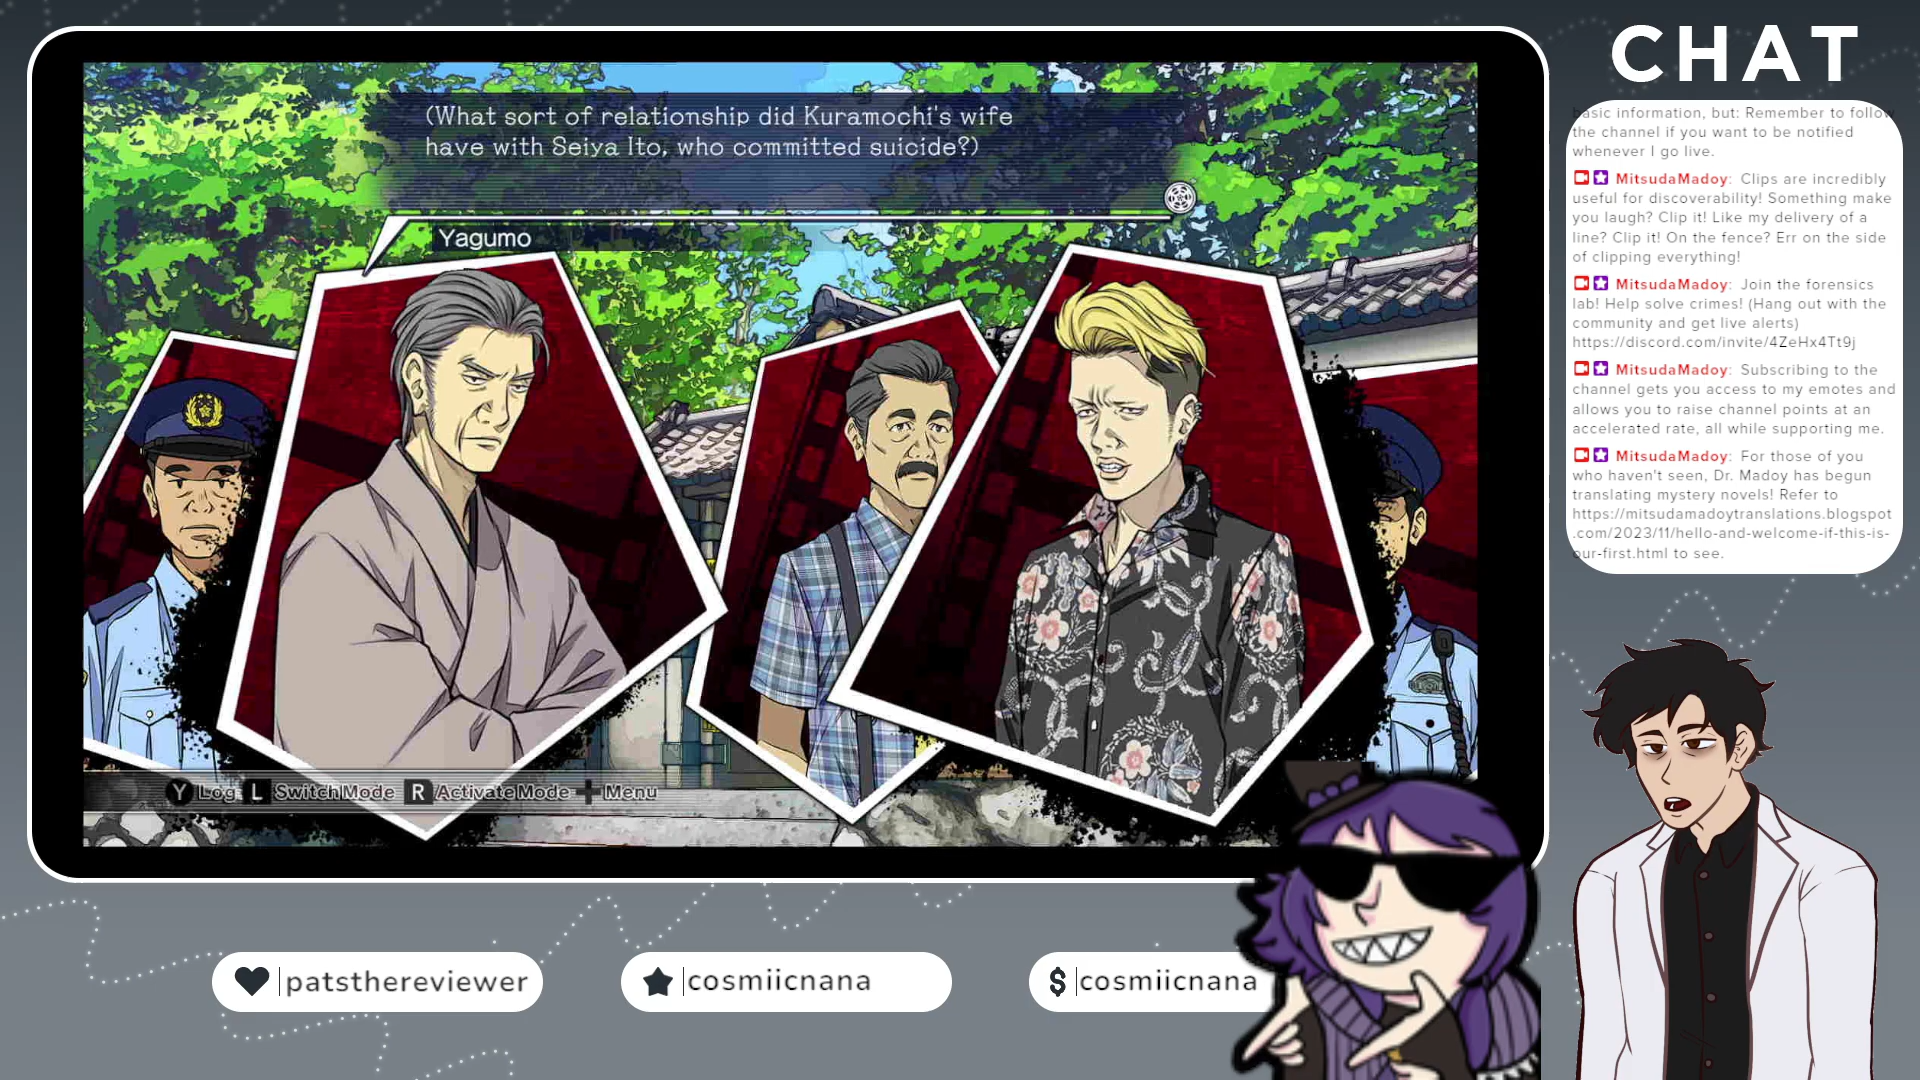 (What sort of relationship did Kuramochi's wife
have with Seiya Ito, who committed suicide?)
Yagumo
Y Log L Switch Mode R Activate Mode + Menu
CHAT
basic information, but: Remember to follow
the channel if you want to be notified
whenever I go live.
MitsudaMadoy: Clips are incredibly
useful for discoverability! Something make
you laugh? Clip it! Like my delivery of a
line? Clip it! On the fence? Err on the side
of clipping everything!
MitsudaMadoy: Join the forensics
lab! Help solve crimes! (Hang out with the
community and get live alerts)
https://discord.com/invite/4ZeHx4Tt9j
MitsudaMadoy: Subscribing to the
channel gets you access to my emotes and
allows you to raise channel points at an
accelerated rate, all while supporting me.
MitsudaMadoy: For those of you
who haven't seen, Dr. Madoy has begun
translating mystery novels! Refer to
https://mitsudamadoytranslations.blogspot
.com/2023/11/hello-and-welcome-if-this-is-
our-first.html to see.
patsthereviewer
cosmiicnana
$ cosmiicnana